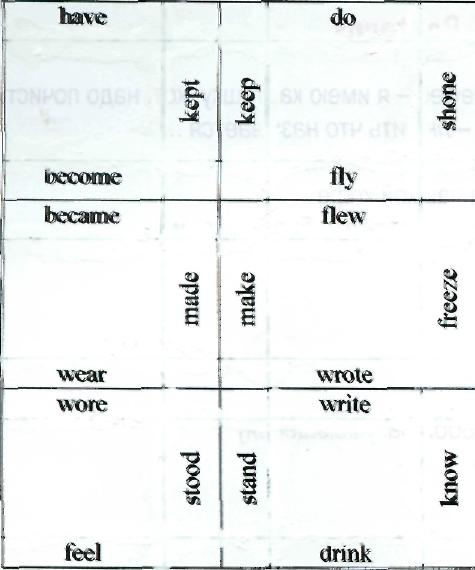 have do
kept keep shone
become fly
became flew
made make freeze
wear wrote
wore write
stood stand know
feel drink